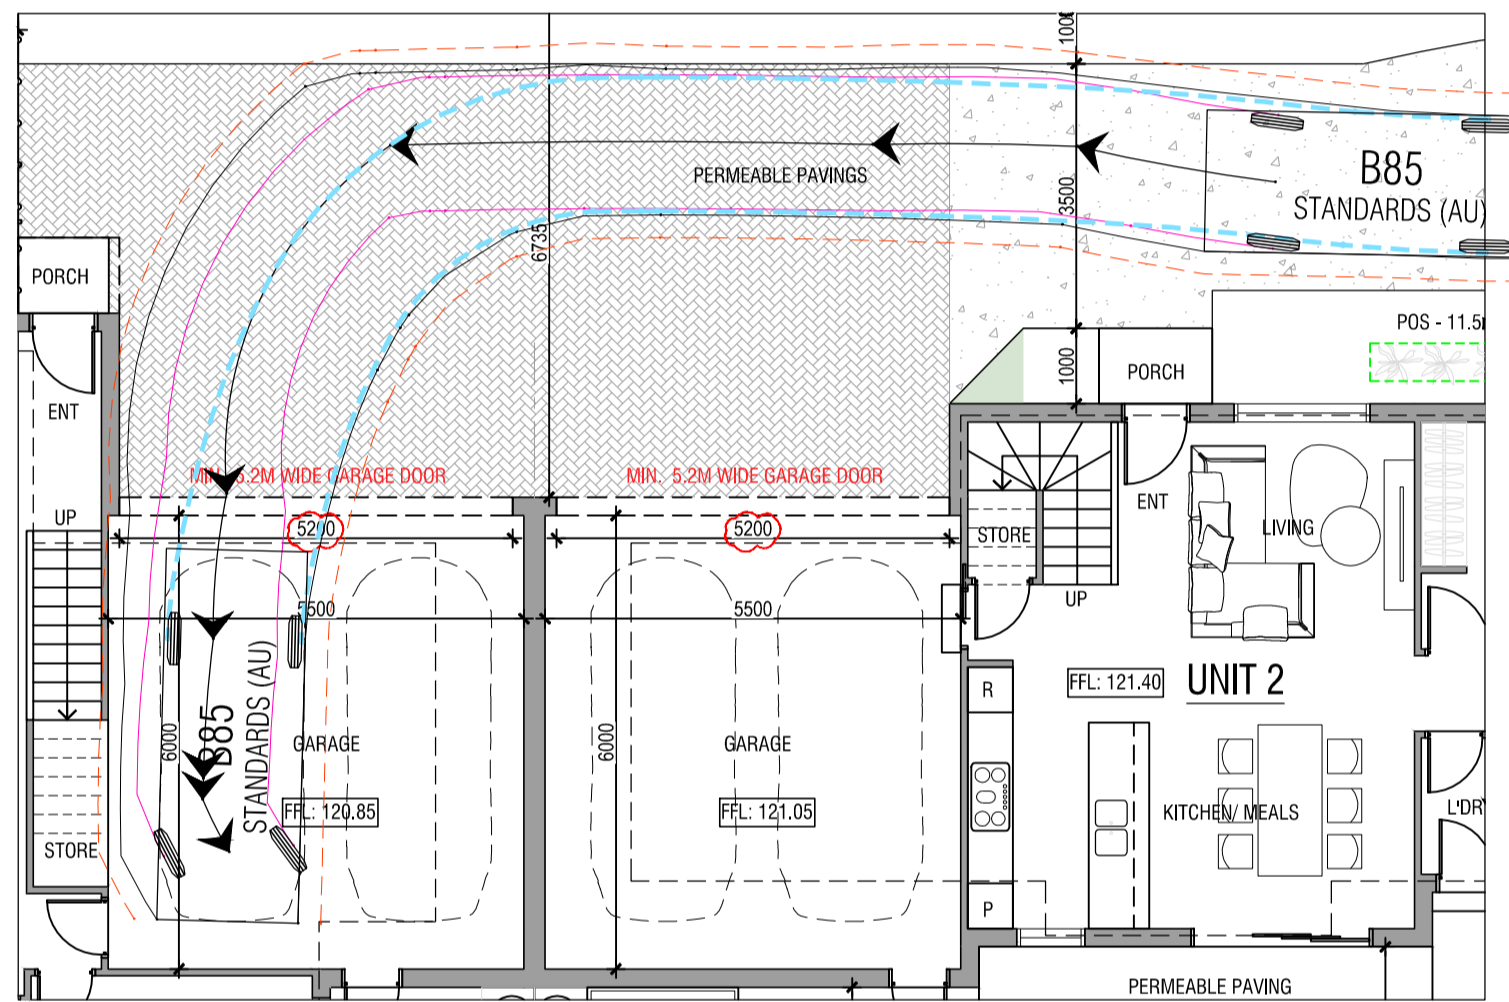 1000
B85
STANDARDS (AU)
PERMEABLE PAVINGS
3500
6735
PORCH
POS - 11.5
1000
PORCH
ENT
MIN. 5.2M WIDE GARAGE DOOR
MIN. 5.2M WIDE GARAGE DOOR
UP
ENT
LIVING
5200
5200
STORE
UP
5500
5500
B85
STANDARDS (AU)
FFL: 121.40
UNIT 2
R
6000
GARAGE
6000
GARAGE
FFL: 120.85
FFL: 121.05
KITCHEN/ MEALS
L'DR
STORE
P
PERMEABLE PAVING